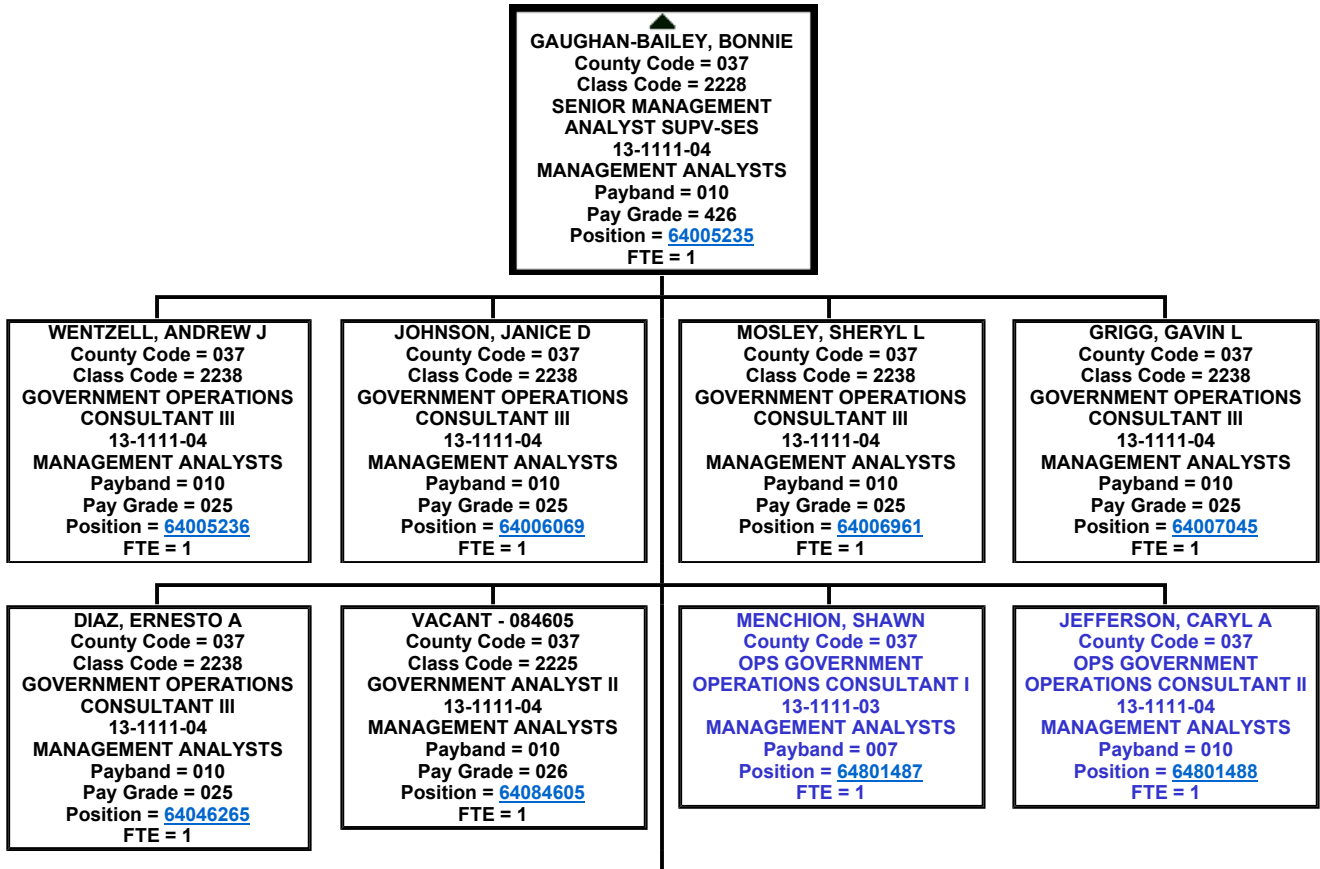 GAUGHAN-BAILEY, BONNIE
County Code = 037
Class Code = 2228
SENIOR MANAGEMENT
ANALYST SUPV-SES
13-1111-04
MANAGEMENT ANALYSTS
Payband = 010
Pay Grade = 426
Position = 64005235
FTE = 1
WENTZELL, ANDREW J
County Code = 037
Class Code = 2238
GOVERNMENT OPERATIONS
CONSULTANT III
13-1111-04
MANAGEMENT ANALYSTS
Payband = 010
Pay Grade = 025
Position = 64005236
FTE = 1
JOHNSON, JANICE D
County Code = 037
Class Code = 2238
GOVERNMENT OPERATIONS
CONSULTANT III
13-1111-04
MANAGEMENT ANALYSTS
Payband = 010
Pay Grade = 025
Position = 64006069
FTE = 1
MOSLEY, SHERYL L
County Code = 037
Class Code = 2238
GOVERNMENT OPERATIONS
CONSULTANT III
13-1111-04
MANAGEMENT ANALYSTS
Payband = 010
Pay Grade = 025
Position = 64006961
FTE = 1
GRIGG, GAVIN L
County Code = 037
Class Code = 2238
GOVERNMENT OPERATIONS
CONSULTANT III
13-1111-04
MANAGEMENT ANALYSTS
Payband = 010
Pay Grade = 025
Position = 64007045
FTE = 1
DIAZ, ERNESTO A
County Code = 037
Class Code = 2238
GOVERNMENT OPERATIONS
CONSULTANT III
13-1111-04
MANAGEMENT ANALYSTS
Payband = 010
Pay Grade = 025
Position = 64046265
FTE = 1
VACANT - 084605
County Code = 037
Class Code = 2225
GOVERNMENT ANALYST II
13-1111-04
MANAGEMENT ANALYSTS
Payband = 010
Pay Grade = 026
Position = 64084605
FTE = 1
MENCHION, SHAWN
County Code = 037
OPS GOVERNMENT
OPERATIONS CONSULTANT I
13-1111-03
MANAGEMENT ANALYSTS
Payband = 007
Position = 64801487
FTE = 1
JEFFERSON, CARYL A
County Code = 037
OPS GOVERNMENT
OPERATIONS CONSULTANT II
13-1111-04
MANAGEMENT ANALYSTS
Payband = 010
Position = 64801488
FTE = 1